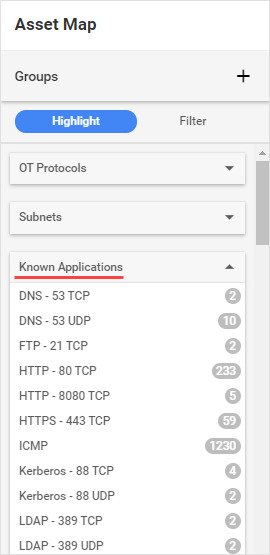 Asset Map
Groups +
Highlight Filter
OT Protocols
Subnets
Known Applications
DNS - 53 TCP 2
DNS - 53 UDP 10
FTP - 21 TCP 2
HTTP - 80 TCP 233
HTTP - 8080 TCP 5
HTTPS - 443 TCP 59
ICMP 1230
Kerberos - 88 TCP 4
Kerberos - 88 UDP 2
LDAP - 389 TCP 2
LDAP - 389 UDP 2